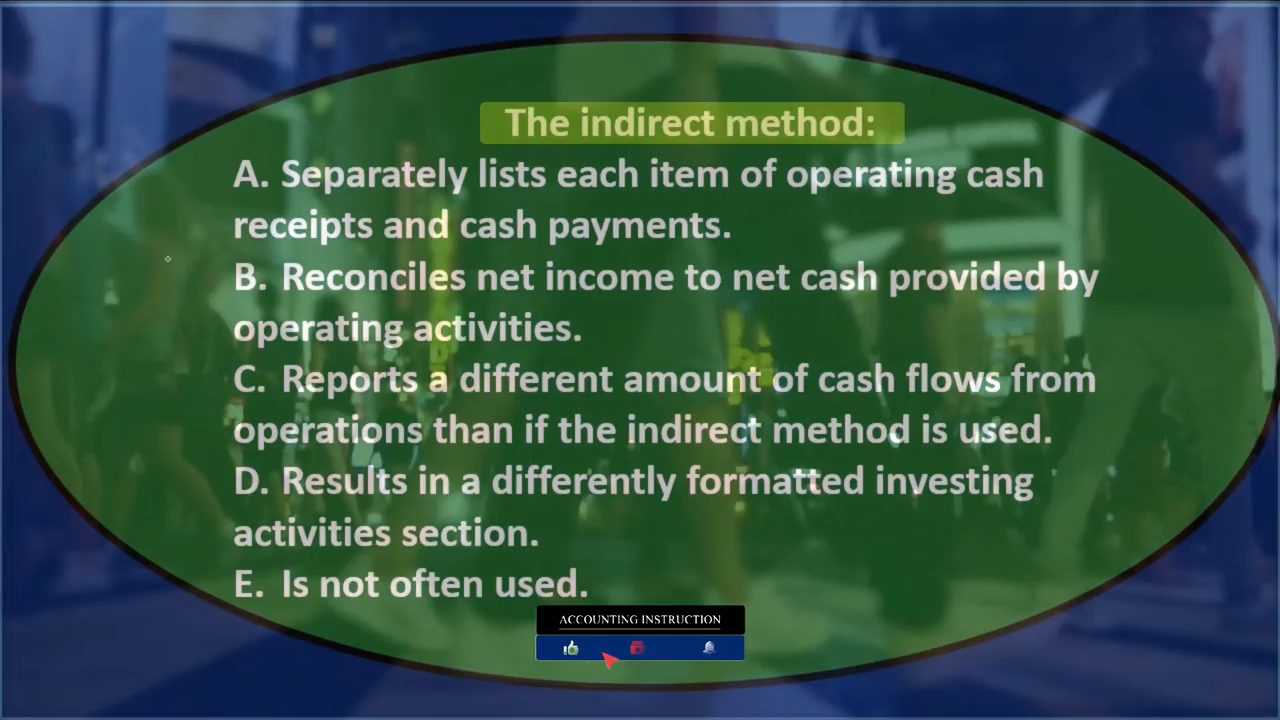 The indirect method:
A. Separately lists each item of operating cash
receipts and cash payments.
B. Reconciles net income to net cash provided by
operating activities.
C. Reports a different amount of cash flows from
operations than if the indirect method is used.
D. Results in a differently formatted investing
activities section.
E. Is not often used.
ACCOUNTING INSTRUCTION